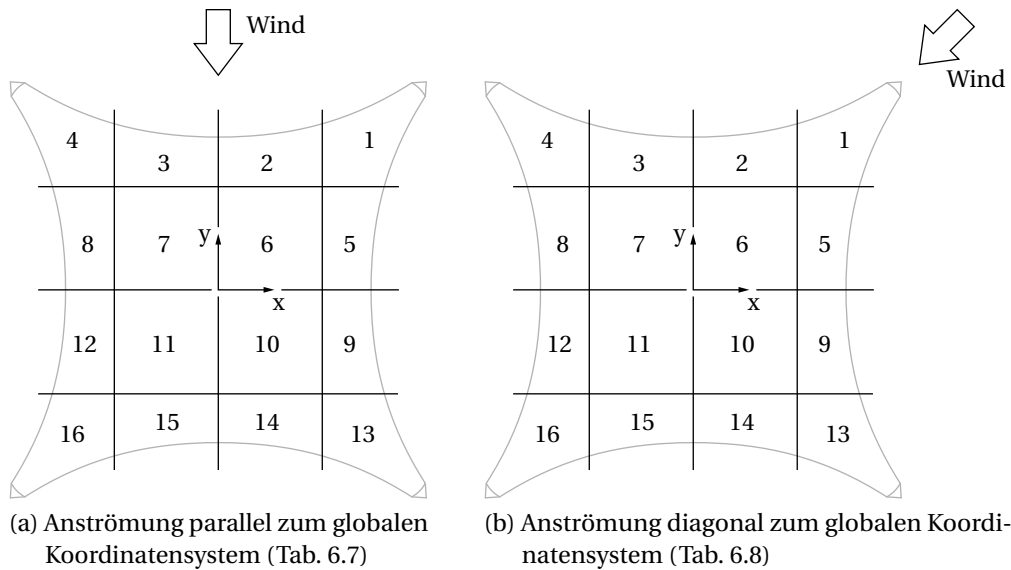 Wind
4 3 2 1
8 7 y 6 5
x
12 11 10 9
16 15 14 13
(a) Anströmung parallel zum globalen
Koordinatensystem (Tab. 6.7)
Wind
4 3 2 1
8 7 y 6 5
x
12 11 10 9
16 15 14 13
(b) Anströmung diagonal zum globalen Koordi-
natensystem (Tab. 6.8)